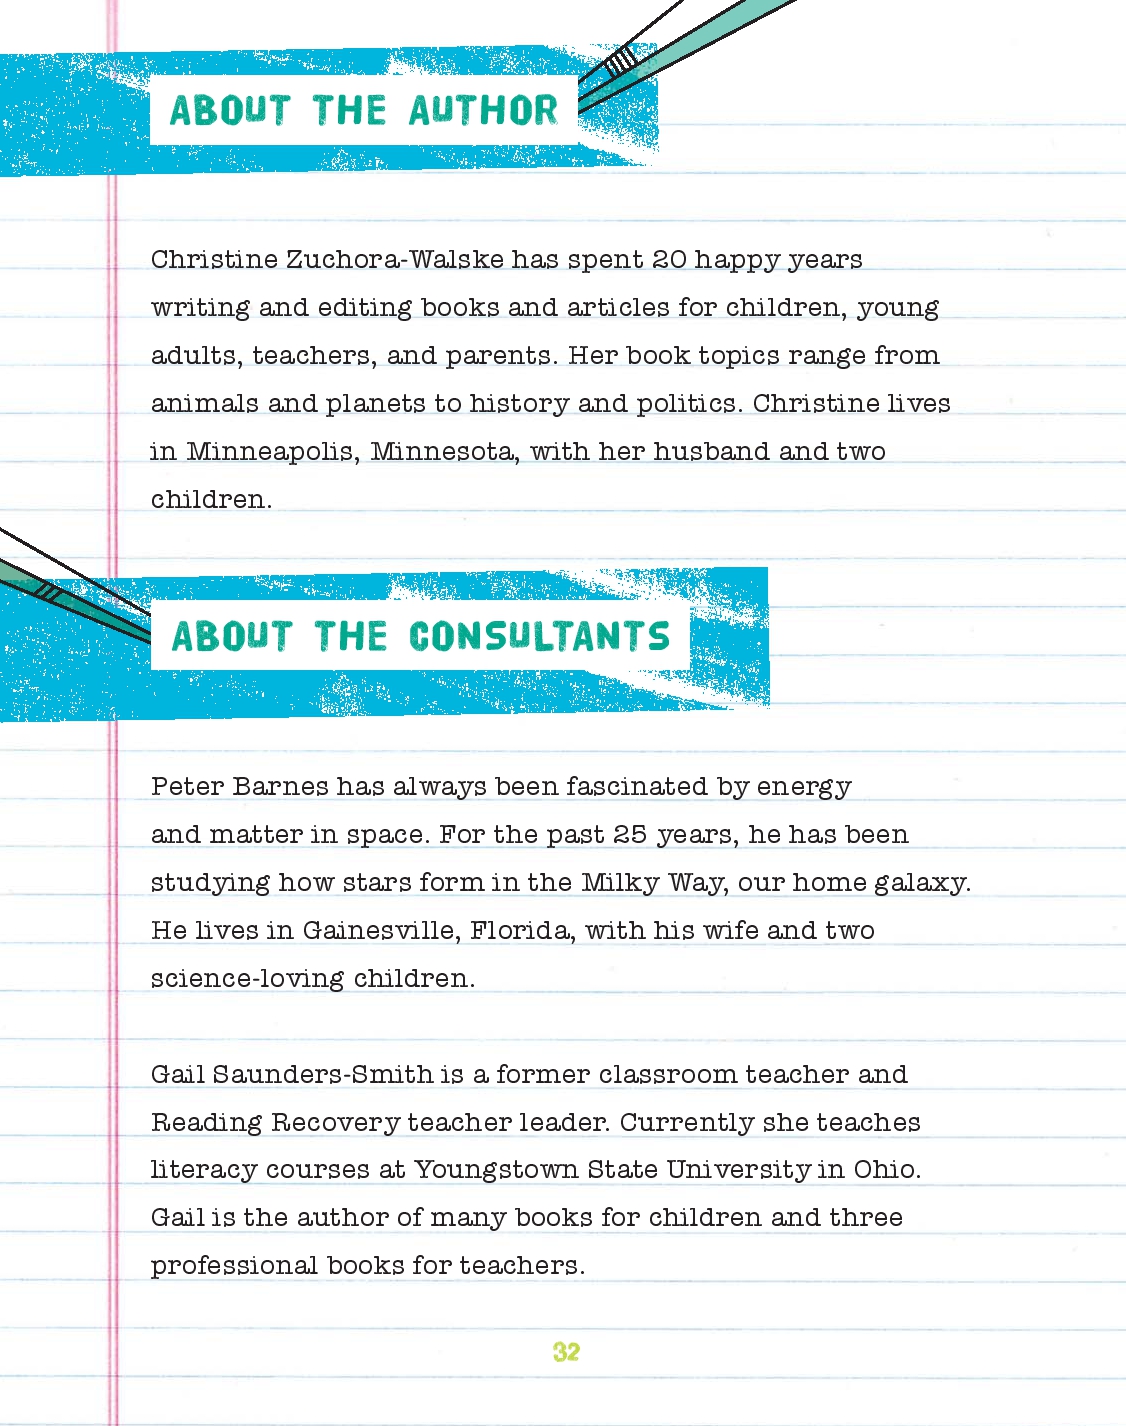 ABOUT THE AUTHOR
Christine Zuchora-Walske has spent 20 happy years
writing and editing books and articles for children, young
adults, teachers, and parents. Her book topics range from
animals and planets to history and politics. Christine lives
in Minneapolis, Minnesota, with her husband and two
children.
ABOUT THE CONSULTANTS
Peter Barnes has always been fascinated by energy
and matter in space. For the past 25 years, he has been
studying how stars form in the Milky Way, our home galaxy.
He lives in Gainesville, Florida, with his wife and two
science-loving children.
Gail Saunders-Smith is a former classroom teacher and
Reading Recovery teacher leader. Currently she teaches
literacy courses at Youngstown State University in Ohio.
Gail is the author of many books for children and three
professional books for teachers.
32